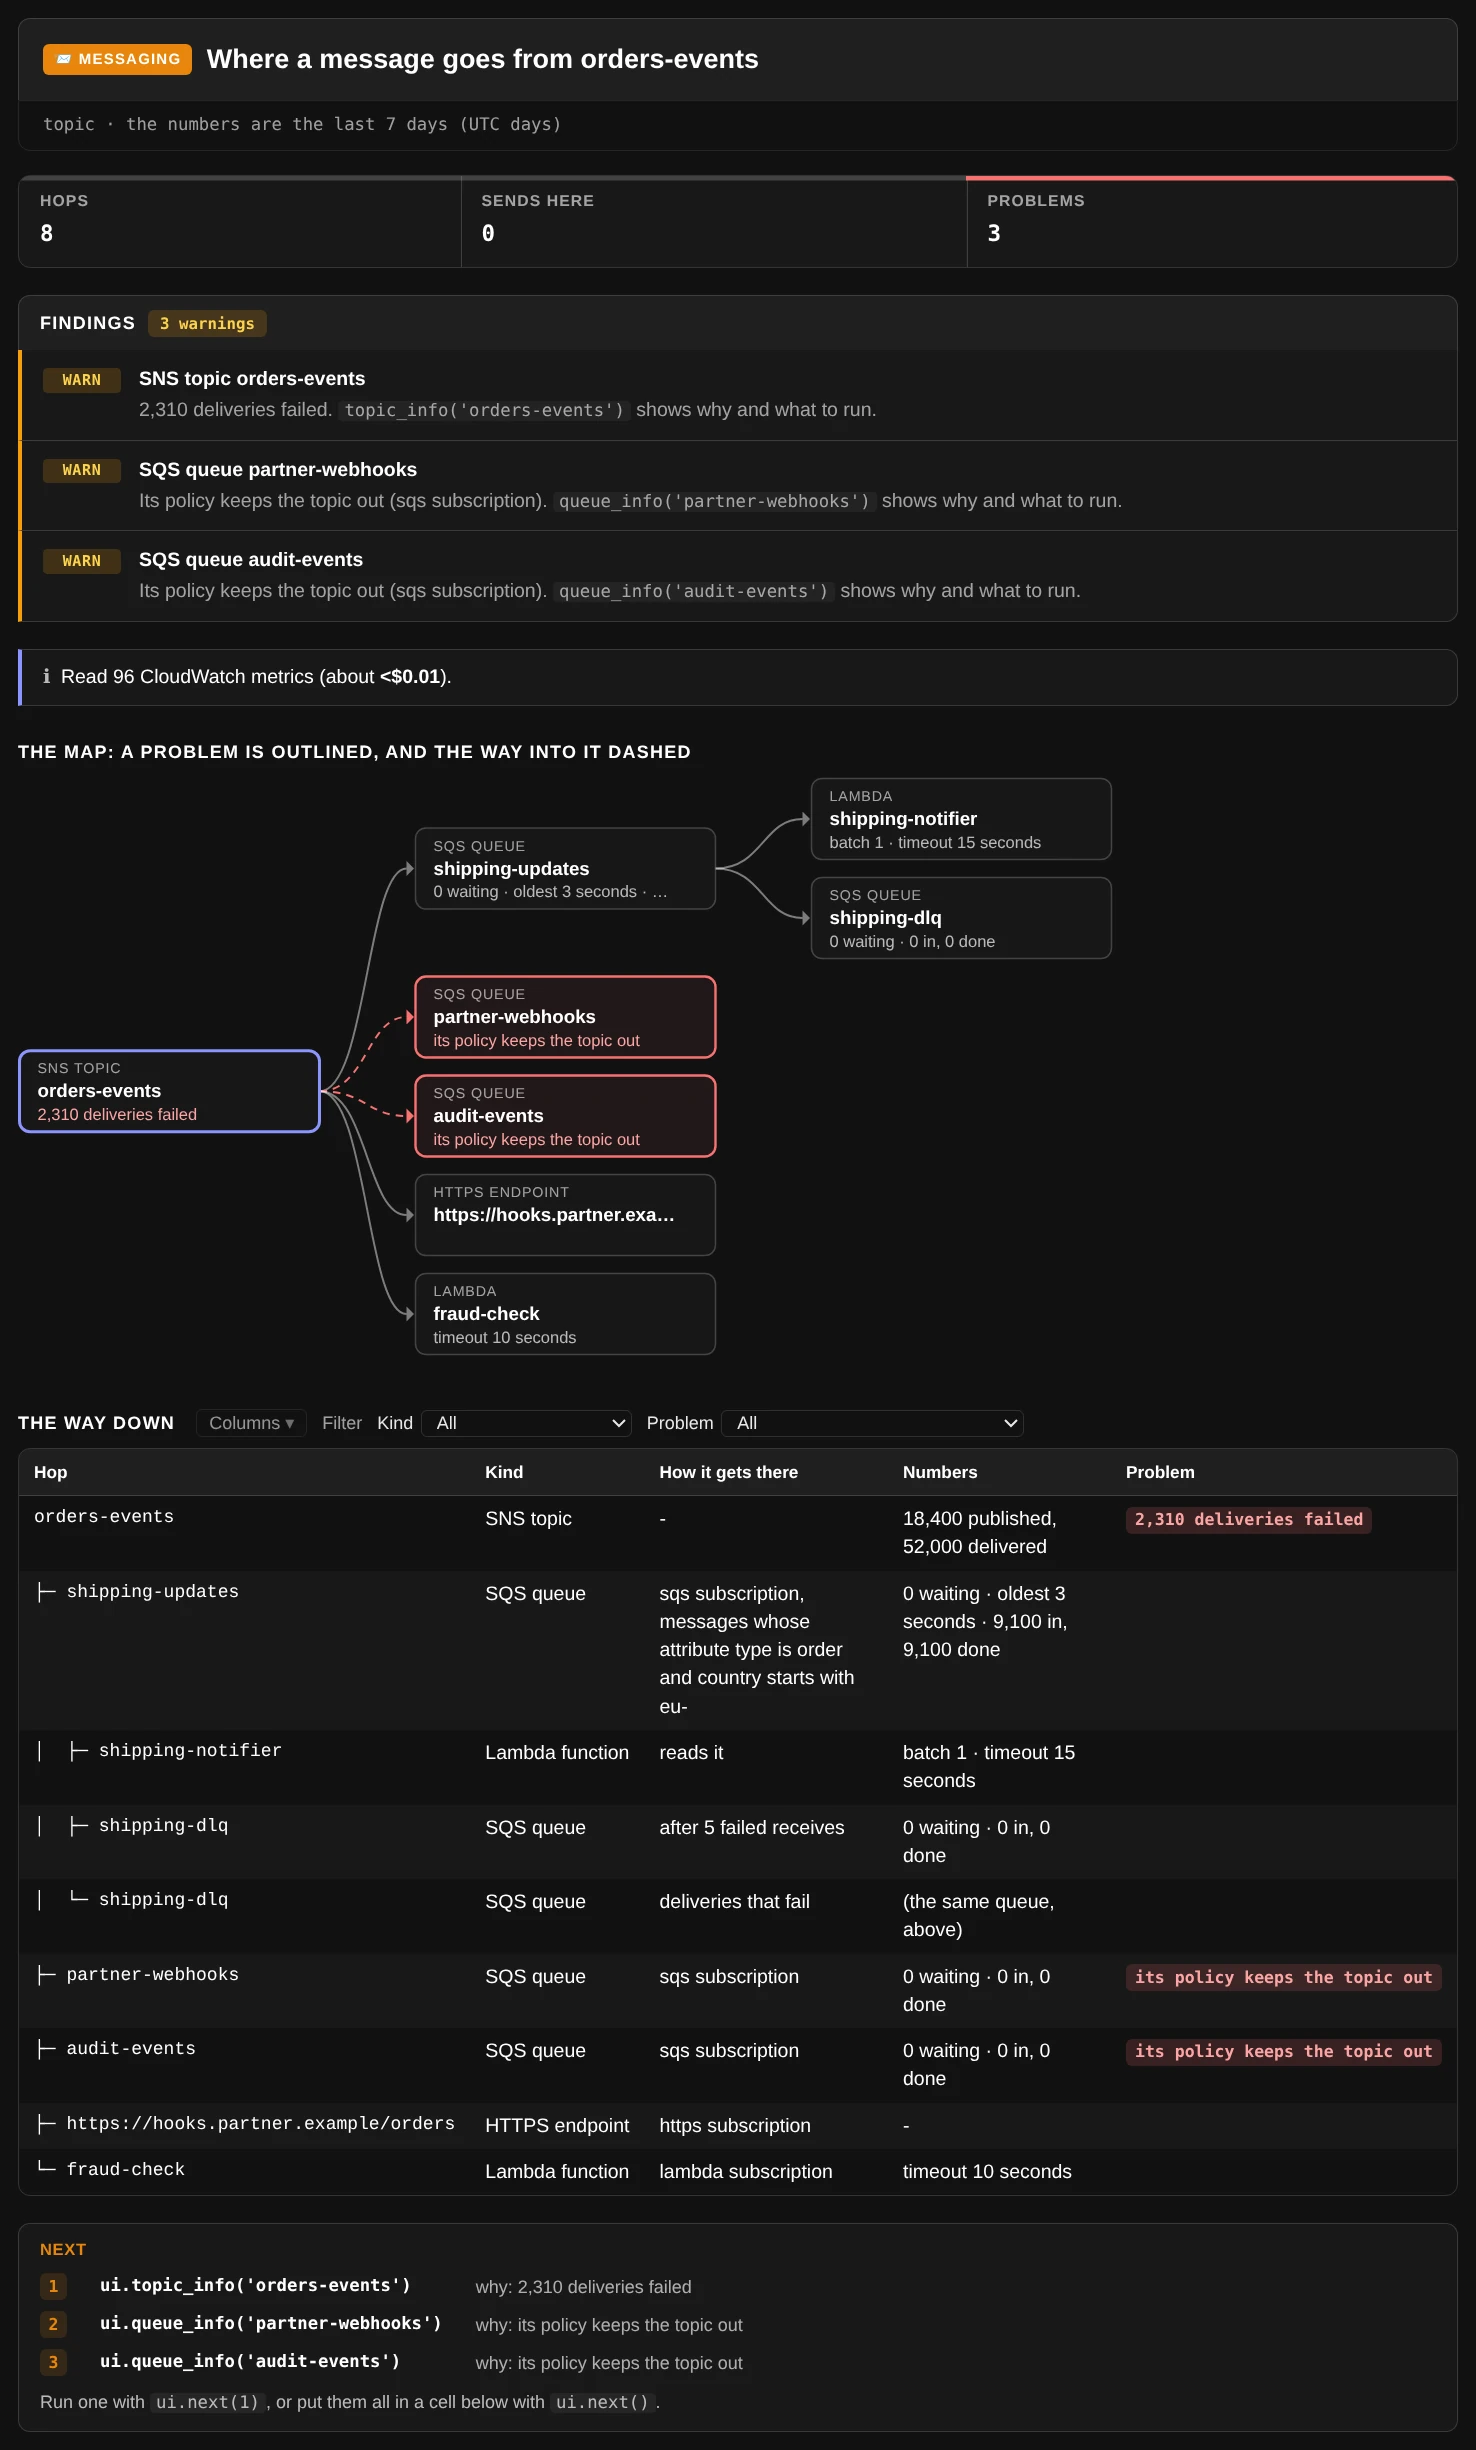 📨 MESSAGING Where a message goes from orders-events
topic · the numbers are the last 7 days (UTC days)
HOPS
8
SENDS HERE
0
PROBLEMS
3
FINDINGS 3 warnings
WARN SNS topic orders-events
2,310 deliveries failed. topic_info('orders-events') shows why and what to run.
WARN SQS queue partner-webhooks
Its policy keeps the topic out (sqs subscription). queue_info('partner-webhooks') shows why and what to run.
WARN SQS queue audit-events
Its policy keeps the topic out (sqs subscription). queue_info('audit-events') shows why and what to run.
ℹ Read 96 CloudWatch metrics (about <$0.01).
THE MAP: A PROBLEM IS OUTLINED, AND THE WAY INTO IT DASHED
LAMBDA
shipping-notifier
batch 1 · timeout 15 seconds
SQS QUEUE
shipping-updates
0 waiting · oldest 3 seconds · …
SQS QUEUE
shipping-dlq
0 waiting · 0 in, 0 done
SQS QUEUE
partner-webhooks
its policy keeps the topic out
SNS TOPIC
orders-events
2,310 deliveries failed
SQS QUEUE
audit-events
its policy keeps the topic out
HTTPS ENDPOINT
https://hooks.partner.exa…
LAMBDA
fraud-check
timeout 10 seconds
THE WAY DOWN Columns ▾ Filter Kind All Problem All
Hop Kind How it gets there Numbers Problem
orders-events SNS topic - 18,400 published, 2,310 deliveries failed
52,000 delivered
├─ shipping-updates SQS queue sqs subscription, 0 waiting · oldest 3
messages whose seconds · 9,100 in,
attribute type is order 9,100 done
and country starts with
eu-
│ ├─ shipping-notifier Lambda function reads it batch 1 · timeout 15
seconds
│ ├─ shipping-dlq SQS queue after 5 failed receives 0 waiting · 0 in, 0
done
│ └─ shipping-dlq SQS queue deliveries that fail (the same queue,
above)
├─ partner-webhooks SQS queue sqs subscription 0 waiting · 0 in, 0 its policy keeps the topic out
done
├─ audit-events SQS queue sqs subscription 0 waiting · 0 in, 0 its policy keeps the topic out
done
├─ https://hooks.partner.example/orders HTTPS endpoint https subscription -
└─ fraud-check Lambda function lambda subscription timeout 10 seconds
NEXT
1 ui.topic_info('orders-events') why: 2,310 deliveries failed
2 ui.queue_info('partner-webhooks') why: its policy keeps the topic out
3 ui.queue_info('audit-events') why: its policy keeps the topic out
Run one with ui.next(1), or put them all in a cell below with ui.next().